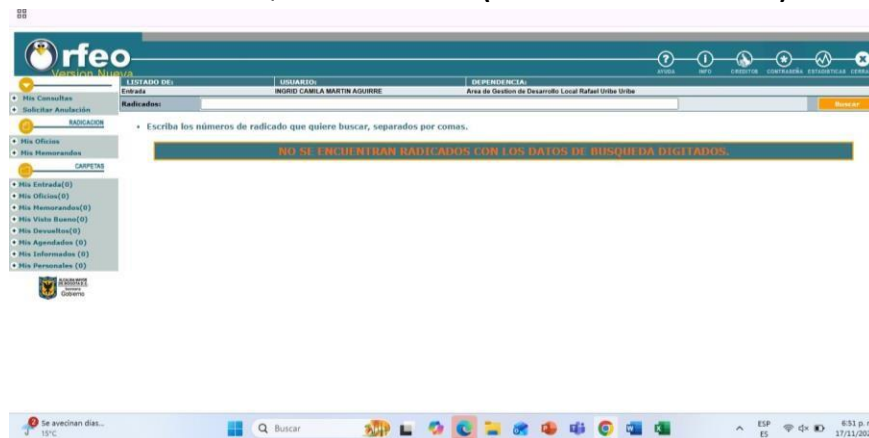 Orfeo
Version Nueva
AYUDA INFO CREDITOS CONTRASEÑA ESTADISTICAS
LISTADO DE: USUARIO: DEPENDENCIA:
Entrada INGRID CAMILA MARTIN AGUIRRE Area de Gestion de Desarrollo Local Rafael Uribe Uribe
Radicados: Buscar
Mis Consultas
Solicitar Anulación
RADICACION
Mis Oficios
Mis Memorandos
CARPETAS
Mis Entrada(0)
Mis Oficios(0)
Mis Memorandos(0)
Mis Visto Bueno(0)
Mis Devueltos(0)
Mis Agendados (0)
Mis Informados (0)
Mis Personales (0)
Escriba los números de radicado que quiere buscar, separados por comas.
NO SE ENCUENTRAN RADICADOS CON LOS DATOS DE BUSQUEDA DIGITADOS.
ALCALDIA MAYOR
DE BOGOTA D.C.
Gobierno
2
Se avecinan días...
15°C
Buscar
ESP
ES
6:51 p.
17/11/202